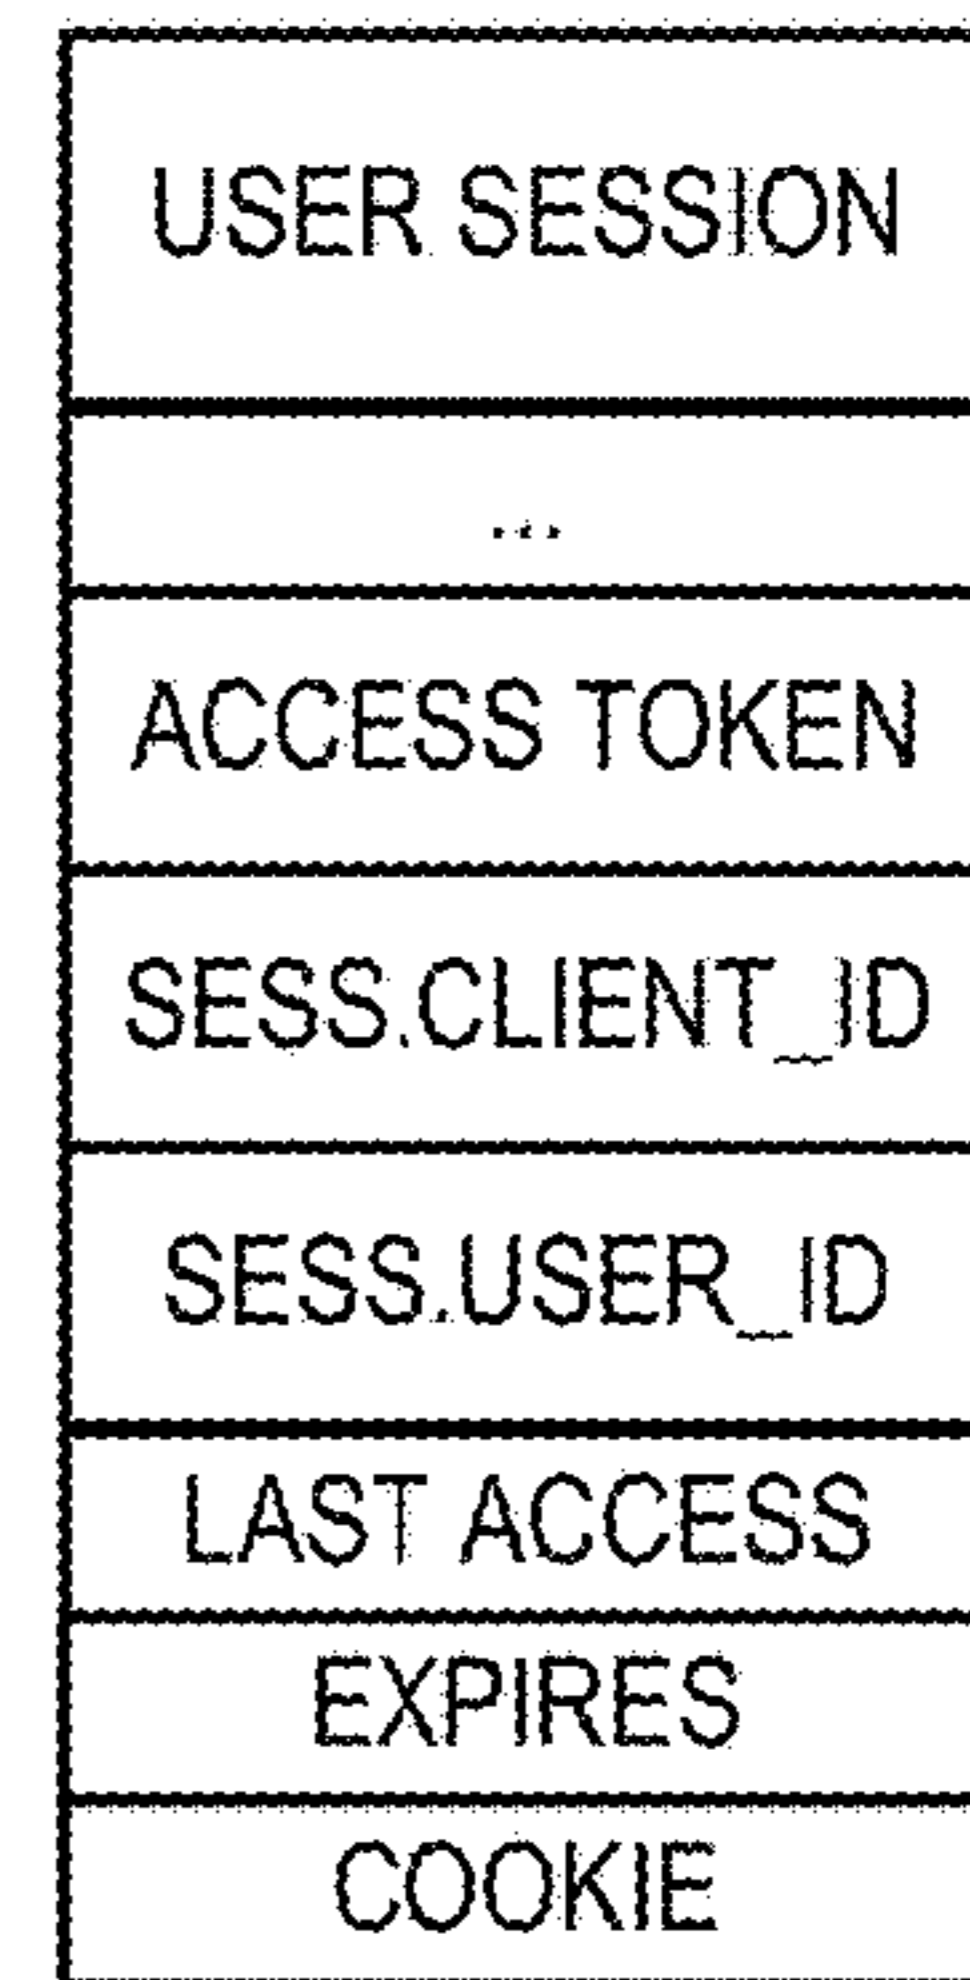 USER SESSION
...
ACCESS TOKEN
SESS.CLIENT_ID
SESS.USER_ID
LAST ACCESS
EXPIRES
COOKIE